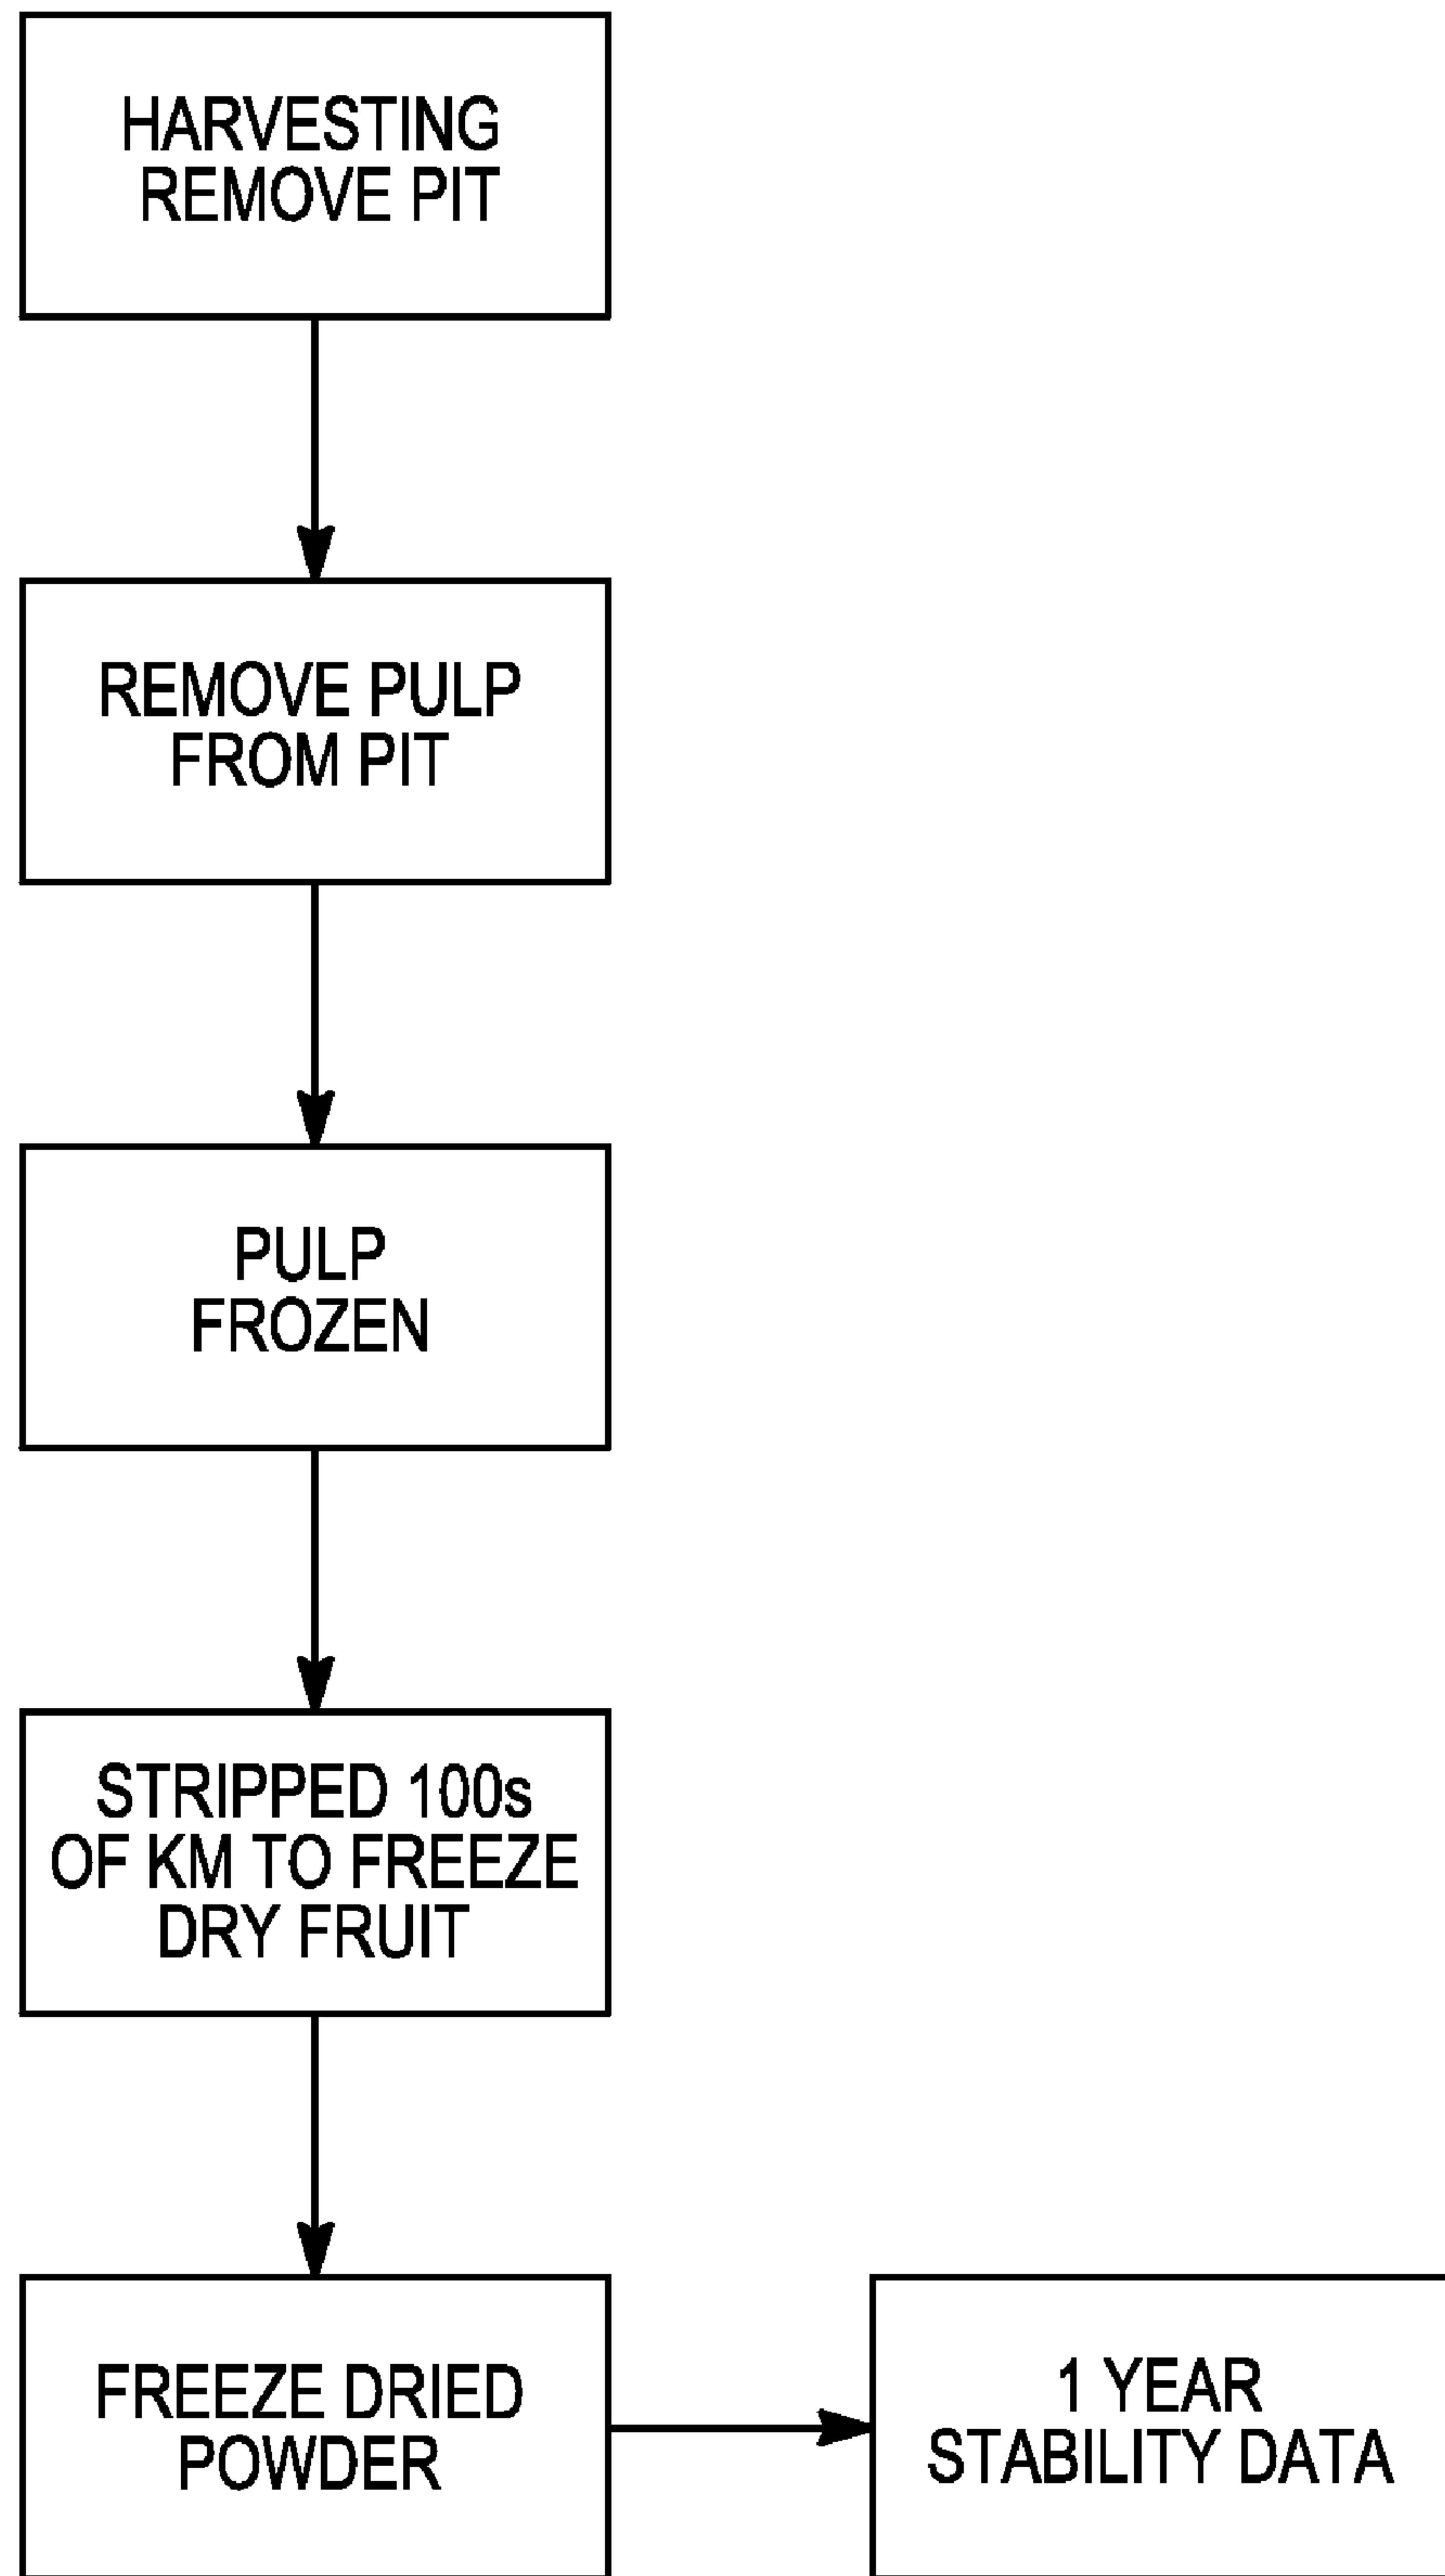 HARVESTING
REMOVE PIT
REMOVE PULP
FROM PIT
PULP
FROZEN
STRIPPED 100s
OF KM TO FREEZE
DRY FRUIT
FREEZE DRIED
POWDER
1 YEAR
STABILITY DATA